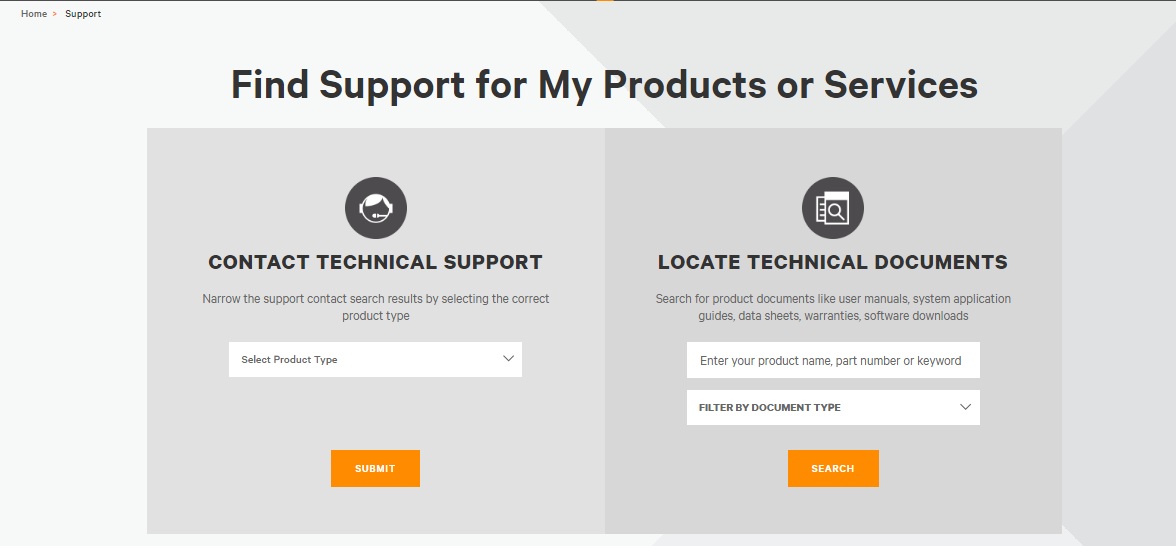 Home > Support
Find Support for My Products or Services
CONTACT TECHNICAL SUPPORT
Narrow the support contact search results by selecting the correct
product type
Select Product Type
SUBMIT
LOCATE TECHNICAL DOCUMENTS
Search for product documents like user manuals, system application
guides, data sheets, warranties, software downloads
Enter your product name, part number or keyword
FILTER BY DOCUMENT TYPE
SEARCH